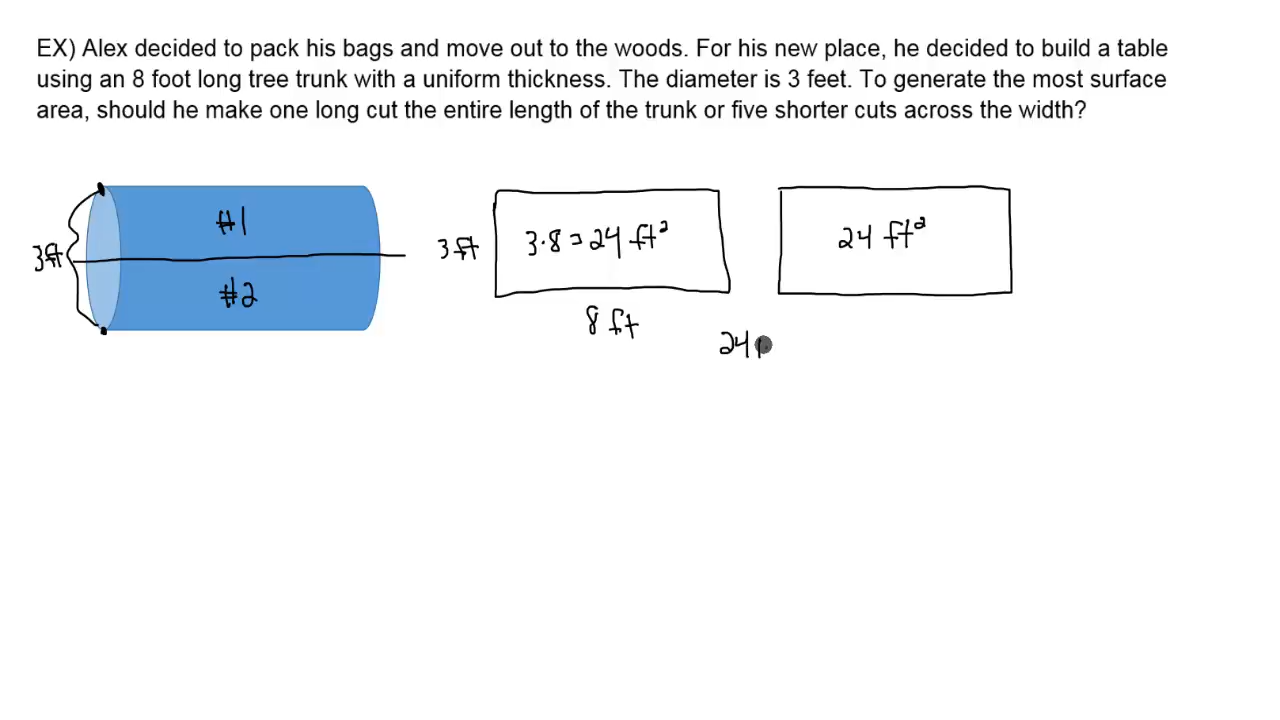 EX) Alex decided to pack his bags and move out to the woods. For his new place, he decided to build a table
using an 8 foot long tree trunk with a uniform thickness. The diameter is 3 feet. To generate the most surface
area, should he make one long cut the entire length of the trunk or five shorter cuts across the width?
#1
3ft
#2
3 ft
3·8=24 ft²
8 ft
24 ft²
24